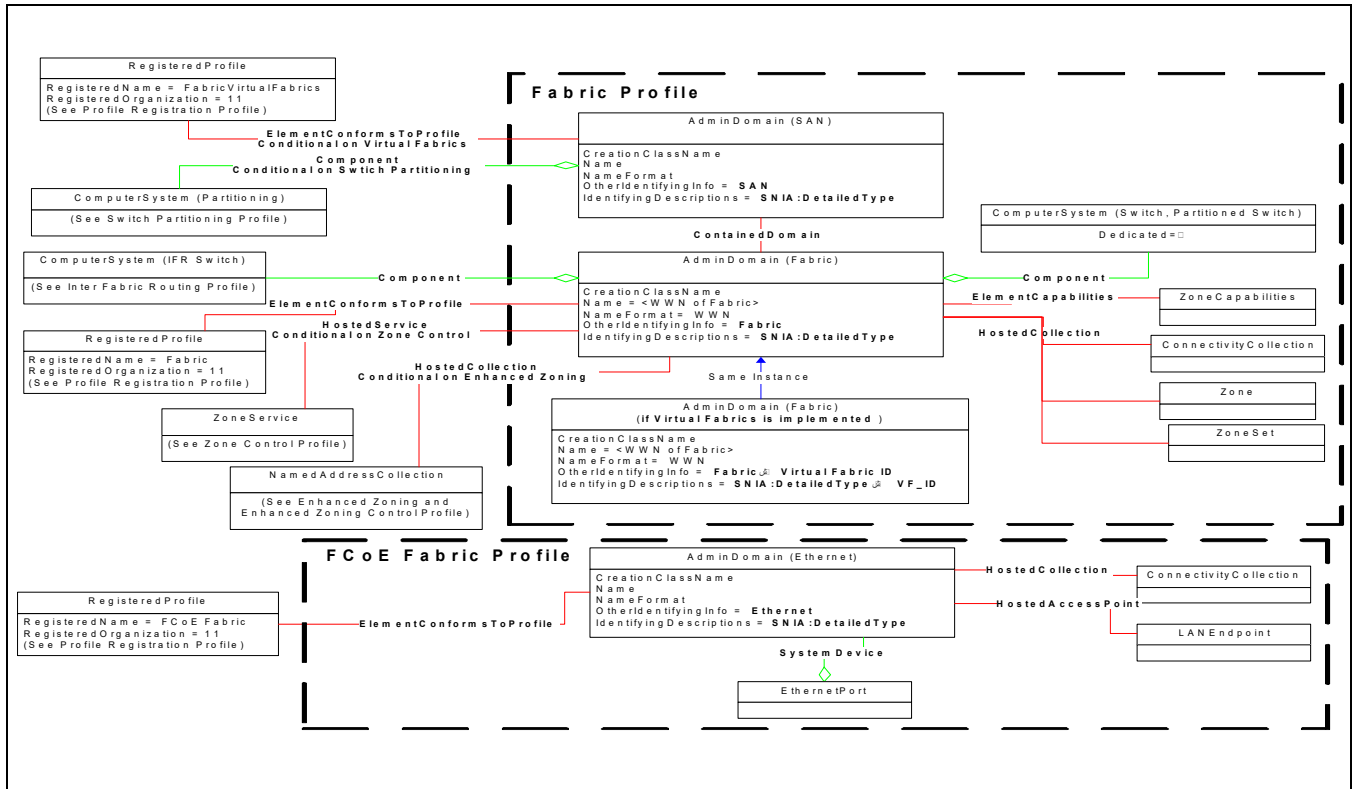 RegisteredProfile
RegisteredName = FabricVirtualFabrics
RegisteredOrganization = 11
(See Profile Registration Profile)
ElementConformsToProfile
Conditional on Virtual Fabrics
Component
Conditional on Swtich Partitioning
ComputerSystem (Partitioning)
(See Switch Partitioning Profile)
Fabric Profile
AdminDomain (SAN)
CreationClassName
Name
NameFormat
OtherIdentifyingInfo = SAN
IdentifyingDescriptions = SNIA:DetailedType
ContainedDomain
ComputerSystem (Switch, Partitioned Switch)
Dedicated=
ComputerSystem (IFR Switch)
(See Inter Fabric Routing Profile)
Component
AdminDomain (Fabric)
CreationClassName
Name = <WWN of Fabric>
NameFormat = WWN
OtherIdentifyingInfo = Fabric
IdentifyingDescriptions = SNIA:DetailedType
Component
ElementCapabilities
ZoneCapabilities
HostedCollection
ConnectivityCollection
Zone
ZoneSet
ElementConformsToProfile
HostedService
Conditional on Zone Control
RegisteredProfile
RegisteredName = Fabric
RegisteredOrganization = 11
(See Profile Registration Profile)
HostedCollection
Conditional on Enhanced Zoning
Same Instance
ZoneService
(See Zone Control Profile)
NamedAddressCollection
(See Enhanced Zoning and
Enhanced Zoning Control Profile)
AdminDomain (Fabric)
(if Virtual Fabrics is implemented )
CreationClassName
Name = <WWN of Fabric>
NameFormat = WWN
OtherIdentifyingInfo = Fabric Virtual Fabric ID
IdentifyingDescriptions = SNIA:DetailedType VF_ID
FCoE Fabric Profile
AdminDomain (Ethernet)
CreationClassName
Name
NameFormat
OtherIdentifyingInfo = Ethernet
IdentifyingDescriptions = SNIA:DetailedType
HostedCollection
ConnectivityCollection
HostedAccessPoint
LANEndpoint
RegisteredProfile
RegisteredName = FCoE Fabric
RegisteredOrganization = 11
(See Profile Registration Profile)
ElementConformsToProfile
SystemDevice
EthernetPort